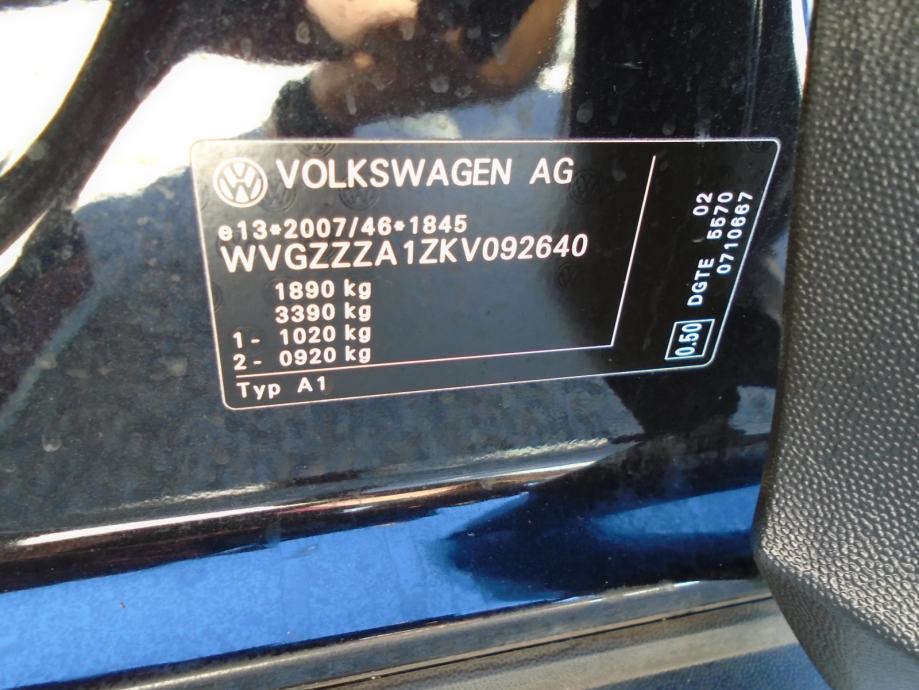 VOLKSWAGEN AG
e13*2007/46*1845
WVGZZZA1ZKV092640
1890 kg
3390 kg
1- 1020 kg
2- 0920 kg
Typ A1
02
DGTE 5570
0710667
0.50